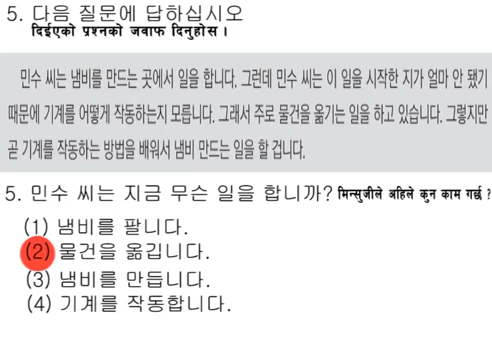 5. 다음 질문에 답하십시오
दिईएको प्रश्नको जवाफ दिनुहोस ।
민수 씨는 냄비를 만드는 곳에서 일을 합니다. 그런데 민수 씨는 이 일을 시작한 지가 얼마 안 됐기
때문에 기계를 어떻게 작동하는지 모릅니다. 그래서 주로 물건을 옮기는 일을 하고 있습니다. 그렇지만
곧 기계를 작동하는 방법을 배워서 냄비 만드는 일을 할 겁니다.
5. 민수 씨는 지금 무슨 일을 합니까? मिन्सुजीले अहिले कुन काम गर्छ ?
(1) 냄비를 팔니다.
(2) 물건을 옮깁니다.
(3) 냄비를 만듭니다.
(4) 기계를 작동합니다.